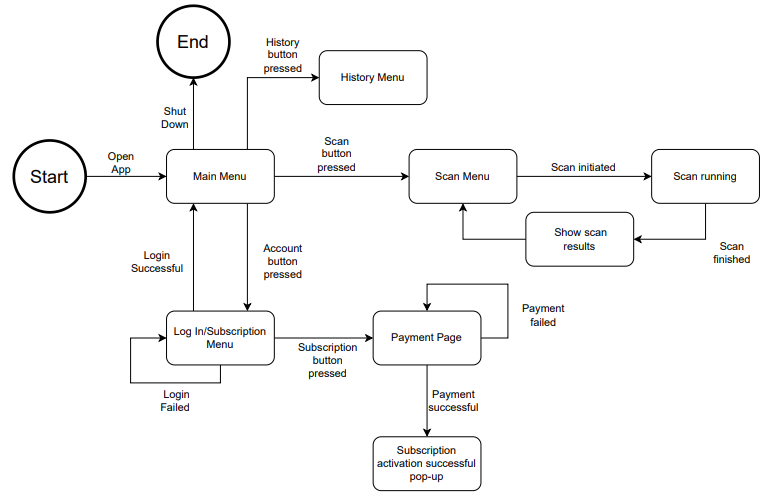 End
History
button
pressed
History Menu
Shut
Down
Start
Open
App
Main Menu
Scan
button
pressed
Scan Menu
Scan initiated
Scan running
Show scan
results
Scan
finished
Login
Successful
Account
button
pressed
Log In/Subscription
Menu
Subscription
button
pressed
Payment Page
Payment
failed
Login
Failed
Payment
successful
Subscription
activation successful
pop-up